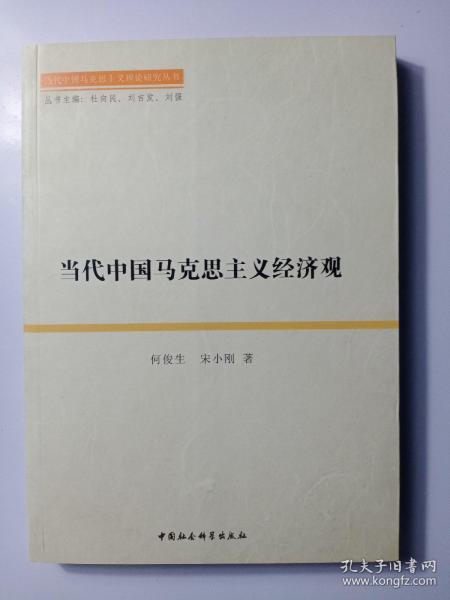 当代中国马克思主义理论研究丛书
丛书主编：杜向民、刘吉发、刘强
当代中国马克思主义经济观
何俊生 宋小刚 著
中国社会科学出版社
孔夫子旧书网
www.kongfz.com